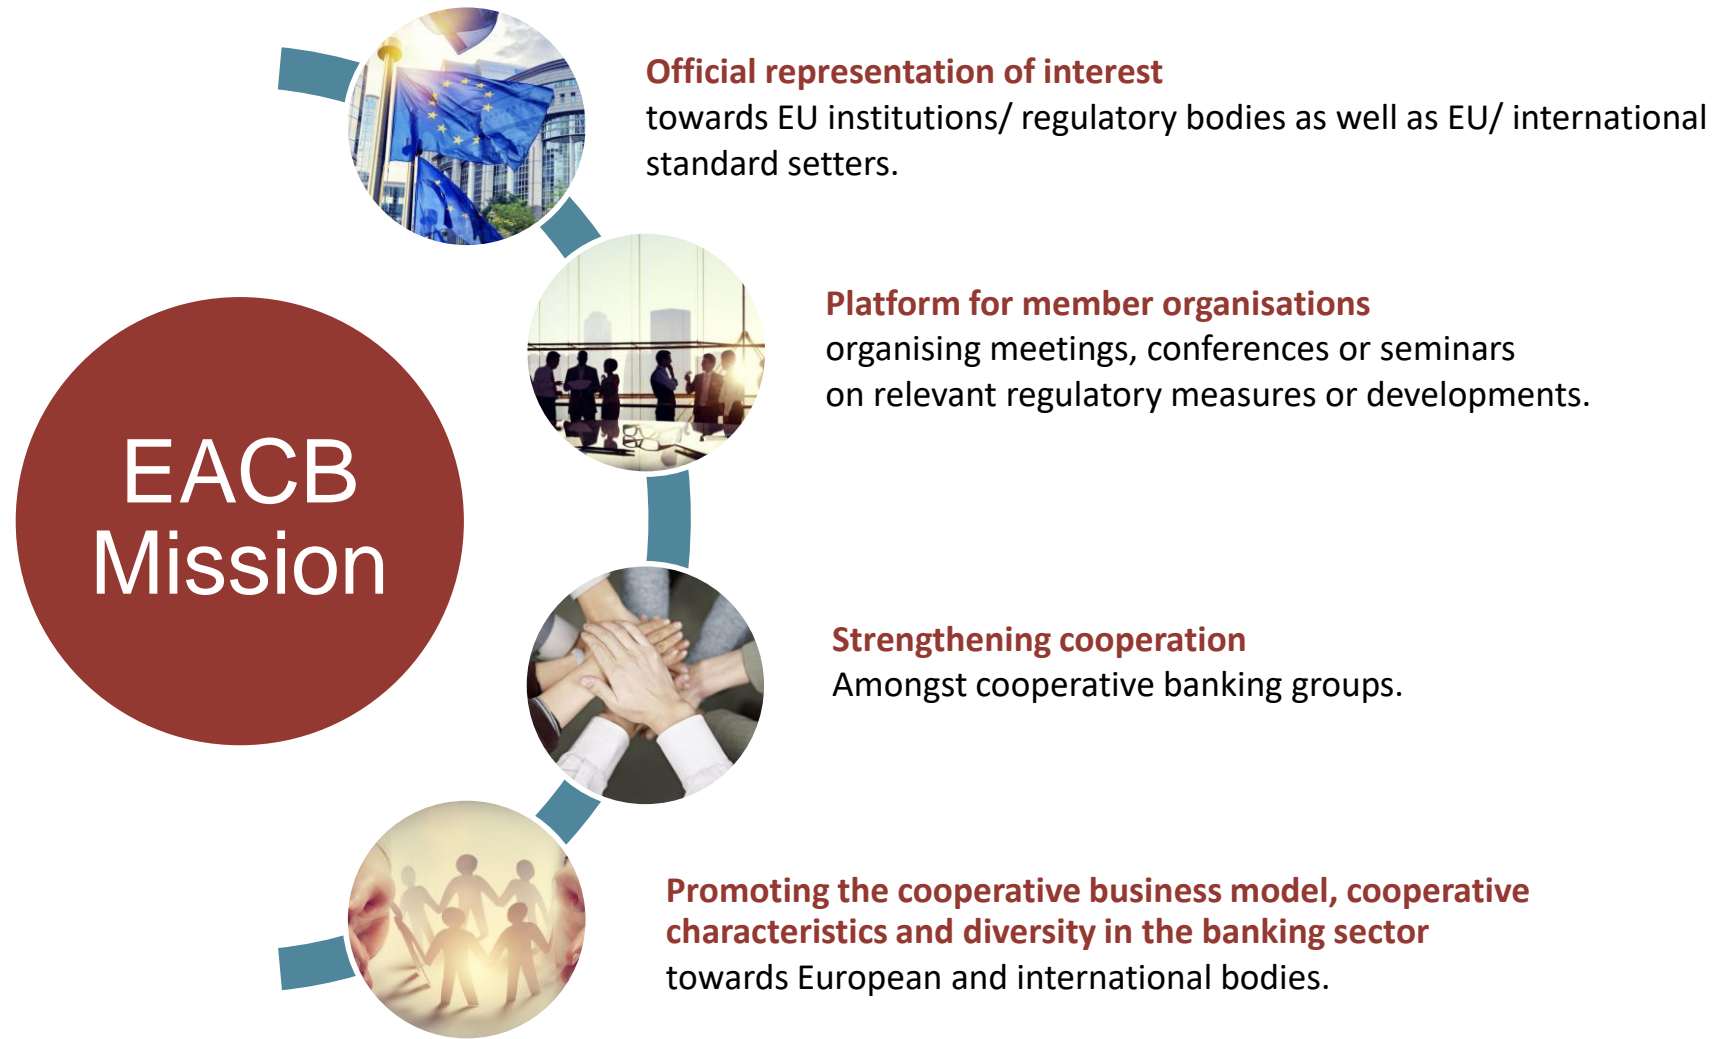 EACB
Mission
Official representation of interest
towards EU institutions/ regulatory bodies as well as EU/ international
standard setters.
Platform for member organisations
organising meetings, conferences or seminars
on relevant regulatory measures or developments.
Strengthening cooperation
Amongst cooperative banking groups.
Promoting the cooperative business model, cooperative
characteristics and diversity in the banking sector
towards European and international bodies.